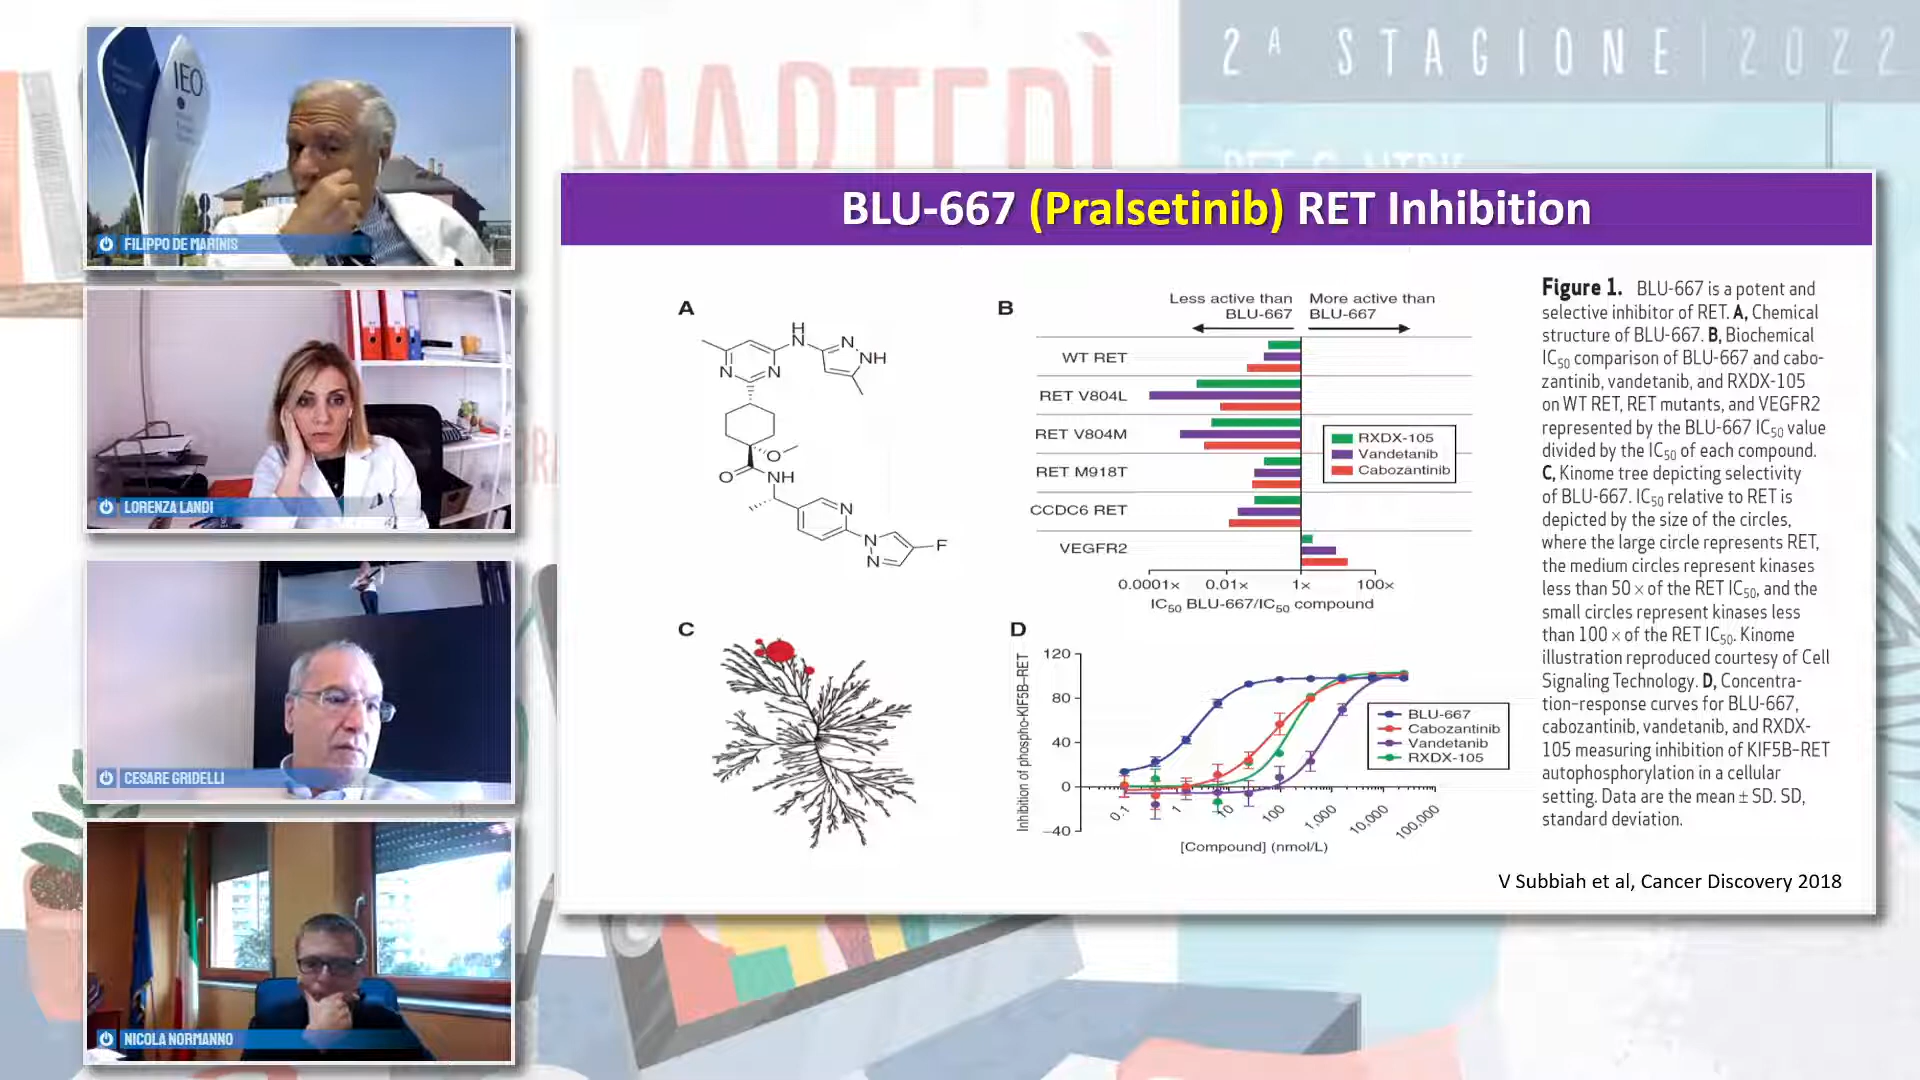 2ᴬ STAGIONE | 2022
MARTEDÌ
IEO
FILIPPO DE MARINIS
LORENZA LANDI
CESARE GRIDELLI
NICOLA NORMANNO
BLU-667 (Pralsetinib) RET Inhibition
A
H
N
N
NH
N
N
O
O
NH
N
N
N
F
B
Less active than
BLU-667
More active than
BLU-667
WT RET
RET V804L
RET V804M
RET M918T
CCDC6 RET
VEGFR2
RXDX-105
Vandetanib
Cabozantinib
0.0001× 0.01× 1× 100×
IC50 BLU-667/IC50 compound
C
D
Inhibition of phospho-KIF5B–RET
120
80
40
0
–40
0.1 1 10 100 1,000 10,000 100,000
[Compound] (nmol/L)
BLU-667
Cabozantinib
Vandetanib
RXDX-105
Figure 1. BLU-667 is a potent and
selective inhibitor of RET. A, Chemical
structure of BLU-667. B, Biochemical
IC50 comparison of BLU-667 and cabo-
zantinib, vandetanib, and RXDX-105
on WT RET, RET mutants, and VEGFR2
represented by the BLU-667 IC50 value
divided by the IC50 of each compound.
C, Kinome tree depicting selectivity
of BLU-667. IC50 relative to RET is
depicted by the size of the circles,
where the large circle represents RET,
the medium circles represent kinases
less than 50 × of the RET IC50, and the
small circles represent kinases less
than 100 × of the RET IC50. Kinome
illustration reproduced courtesy of Cell
Signaling Technology. D, Concentra-
tion–response curves for BLU-667,
cabozantinib, vandetanib, and RXDX-
105 measuring inhibition of KIF5B–RET
autophosphorylation in a cellular
setting. Data are the mean ± SD. SD,
standard deviation.
V Subbiah et al, Cancer Discovery 2018